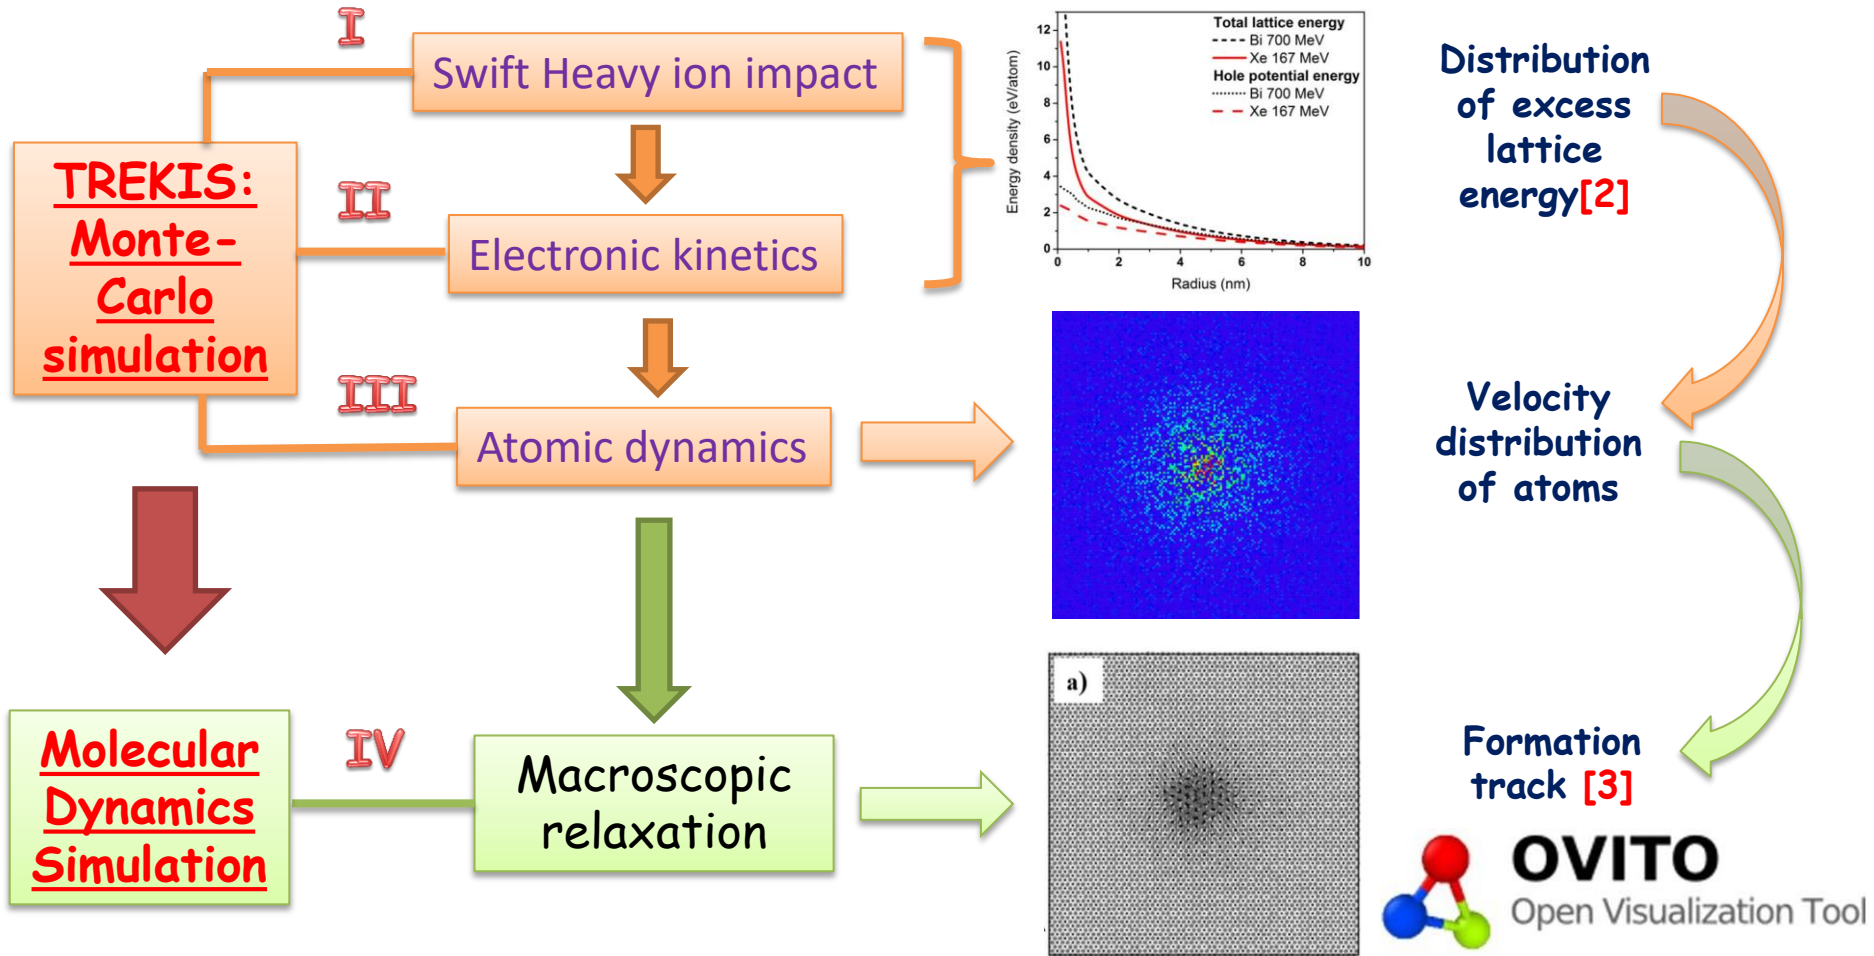 I
Swift Heavy ion impact
TREKIS:
Monte-
Carlo
simulation
II
Electronic kinetics
III
Atomic dynamics
Molecular
Dynamics
Simulation
IV
Macroscopic
relaxation
Total lattice energy
Bi 700 MeV
Xe 167 MeV
Hole potential energy
Bi 700 MeV
Xe 167 MeV
Energy density (eV/atom)
12
10
8
6
4
2
0
0 2 4 6 8 10
Radius (nm)
a)
Distribution
of excess
lattice
energy[2]
Velocity
distribution
of atoms
Formation
track [3]
OVITO
Open Visualization Tool